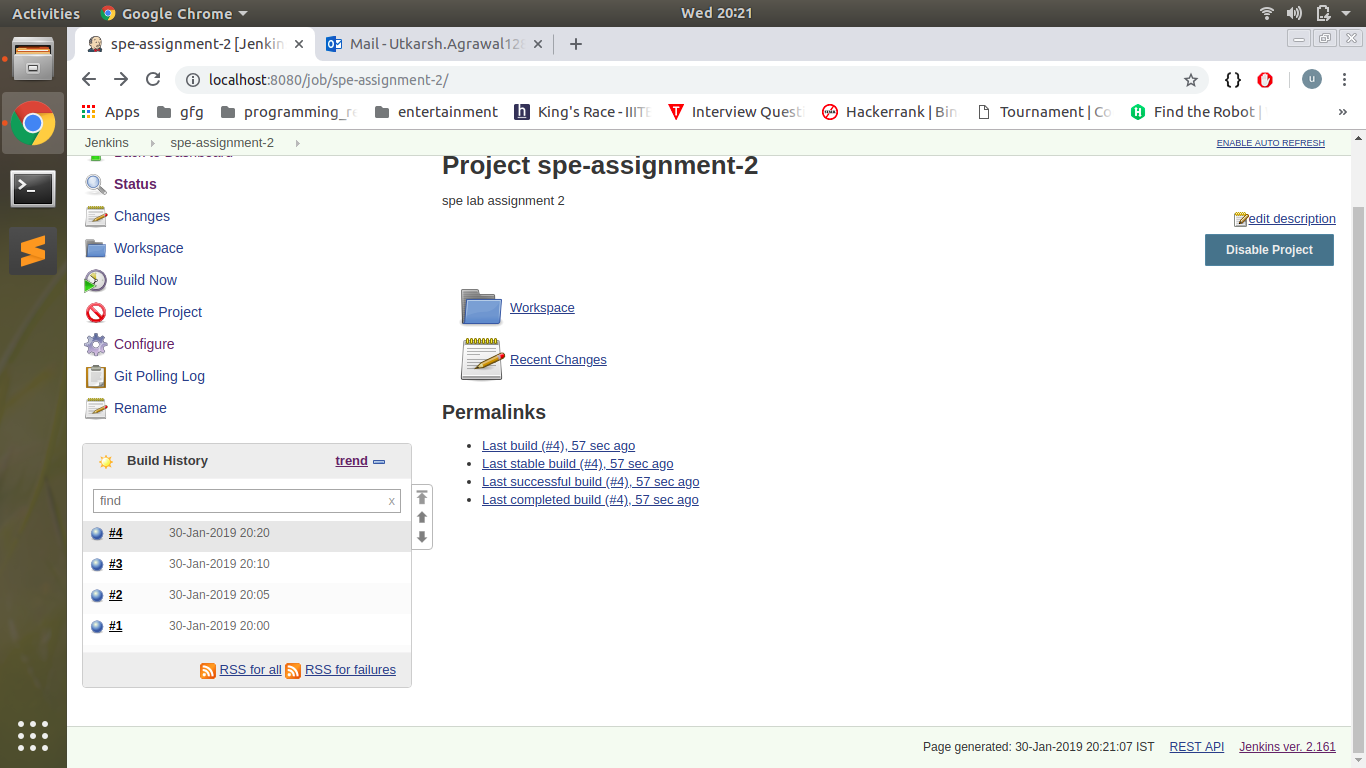 Activities Google Chrome Wed 20:21
spe-assignment-2 [Jenkin Mail - Utkarsh.Agrawal128
localhost:8080/job/spe-assignment-2/ u
Apps gfg programming_re entertainment King's Race - IIITB Interview Questi Hackerrank | Bin Tournament | Co Find the Robot | »
Jenkins spe-assignment-2 ENABLE AUTO REFRESH
Back to Dashboard
Project spe-assignment-2
Status
spe lab assignment 2
Changes
edit description
Workspace
Disable Project
Build Now
Delete Project
Configure
Git Polling Log
Rename
Workspace
Recent Changes
Permalinks
Last build (#4), 57 sec ago
Last stable build (#4), 57 sec ago
Last successful build (#4), 57 sec ago
Last completed build (#4), 57 sec ago
Build History trend
find x
#4 30-Jan-2019 20:20
#3 30-Jan-2019 20:10
#2 30-Jan-2019 20:05
#1 30-Jan-2019 20:00
RSS for all RSS for failures
Page generated: 30-Jan-2019 20:21:07 IST REST API Jenkins ver. 2.161